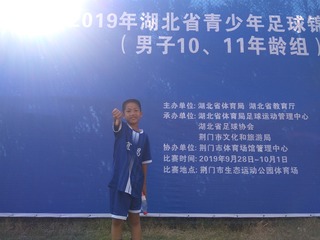 2019年湖北省青少年足球锦
（男子10、11年龄组）
主办单位：湖北省体育局 湖北省教育厅
承办单位：湖北省体育局足球运动管理中心
湖北省足球协会
荆门市文化和旅游局
协办单位：荆门市体育场馆管理中心
比赛时间：2019年9月28日-10月1日
比赛地点：荆门市生态运动公园体育场